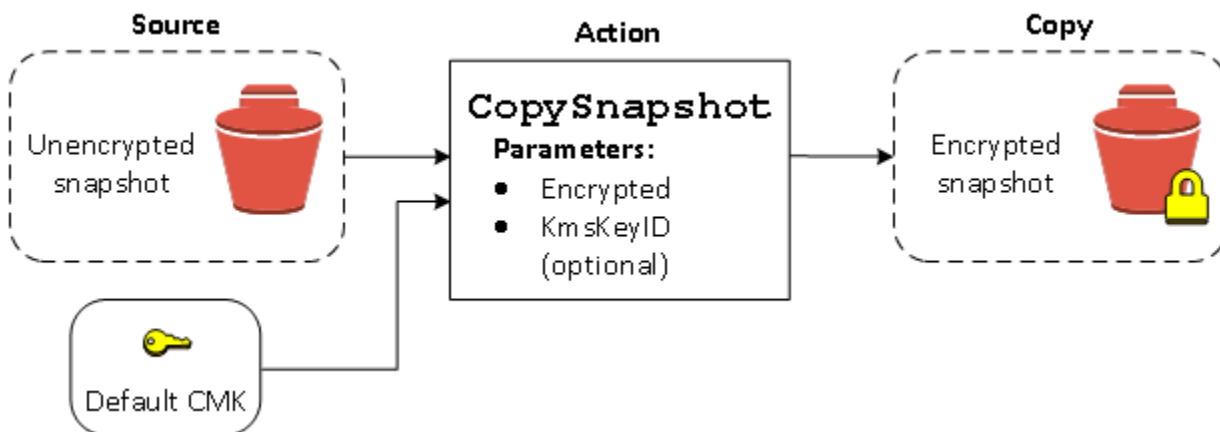 Source
Unencrypted
snapshot
Default CMK
Action
CopySnapshot
Parameters:
● Encrypted
● KmsKeyID
(optional)
Copy
Encrypted
snapshot